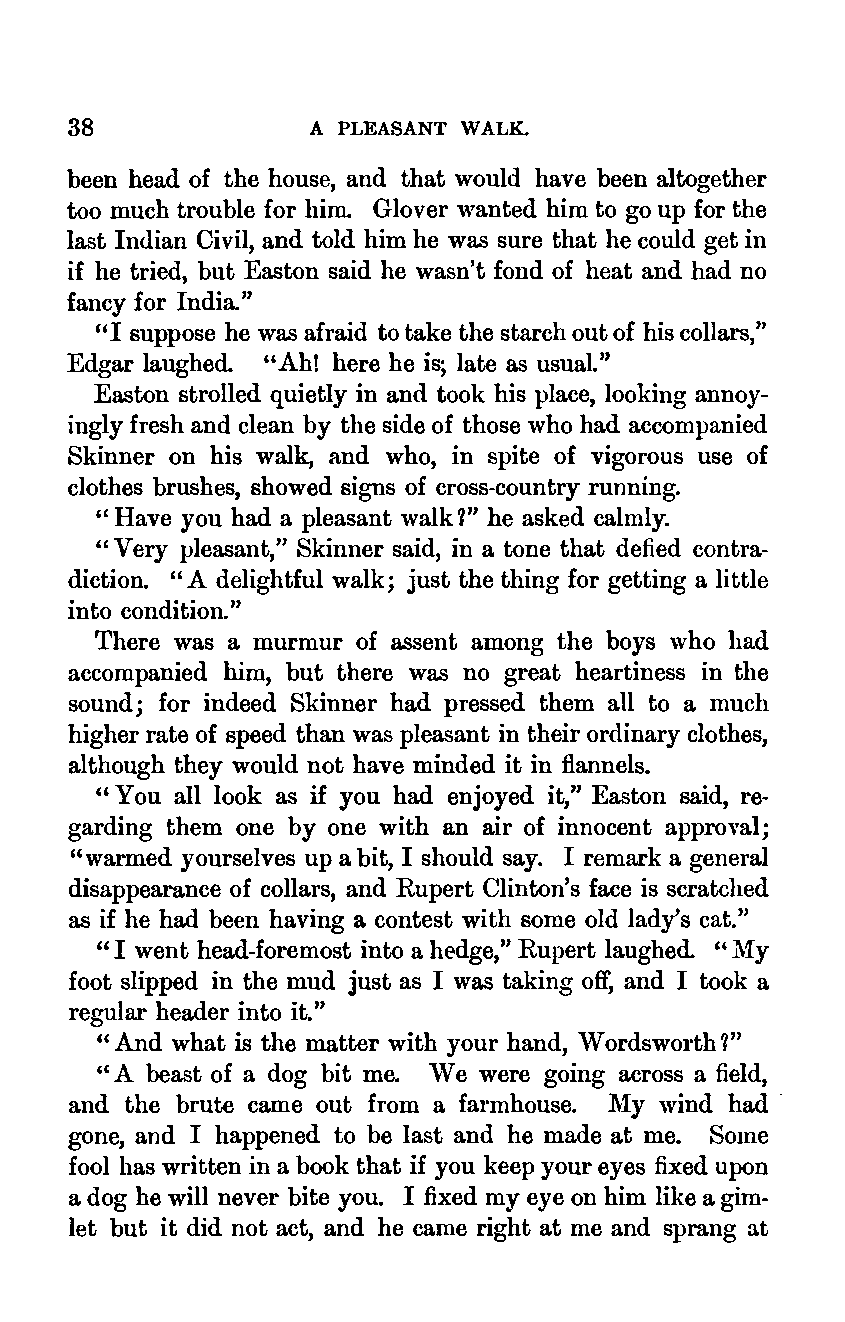 38 A PLEASANT WALK.
been head of the house, and that would have been altogether
too much trouble for him. Glover wanted him to go up for the
last Indian Civil, and told him he was sure that he could get in
if he tried, but Easton said he wasn't fond of heat and had no
fancy for India."
"I suppose he was afraid to take the starch out of his collars,"
Edgar laughed. "Ah! here he is; late as usual."
Easton strolled quietly in and took his place, looking annoy-
ingly fresh and clean by the side of those who had accompanied
Skinner on his walk, and who, in spite of vigorous use of
clothes brushes, showed signs of cross-country running.
"Have you had a pleasant walk?" he asked calmly.
"Very pleasant," Skinner said, in a tone that defied contra-
diction. "A delightful walk; just the thing for getting a little
into condition."
There was a murmur of assent among the boys who had
accompanied him, but there was no great heartiness in the
sound; for indeed Skinner had pressed them all to a much
higher rate of speed than was pleasant in their ordinary clothes,
although they would not have minded it in flannels.
"You all look as if you had enjoyed it," Easton said, re-
garding them one by one with an air of innocent approval;
"warmed yourselves up a bit, I should say. I remark a general
disappearance of collars, and Rupert Clinton's face is scratched
as if he had been having a contest with some old lady's cat."
"I went head-foremost into a hedge," Rupert laughed. "My
foot slipped in the mud just as I was taking off, and I took a
regular header into it."
"And what is the matter with your hand, Wordsworth?"
"A beast of a dog bit me. We were going across a field,
and the brute came out from a farmhouse. My wind had
gone, and I happened to be last and he made at me. Some
fool has written in a book that if you keep your eyes fixed upon
a dog he will never bite you. I fixed my eye on him like a gim-
let but it did not act, and he came right at me and sprang at